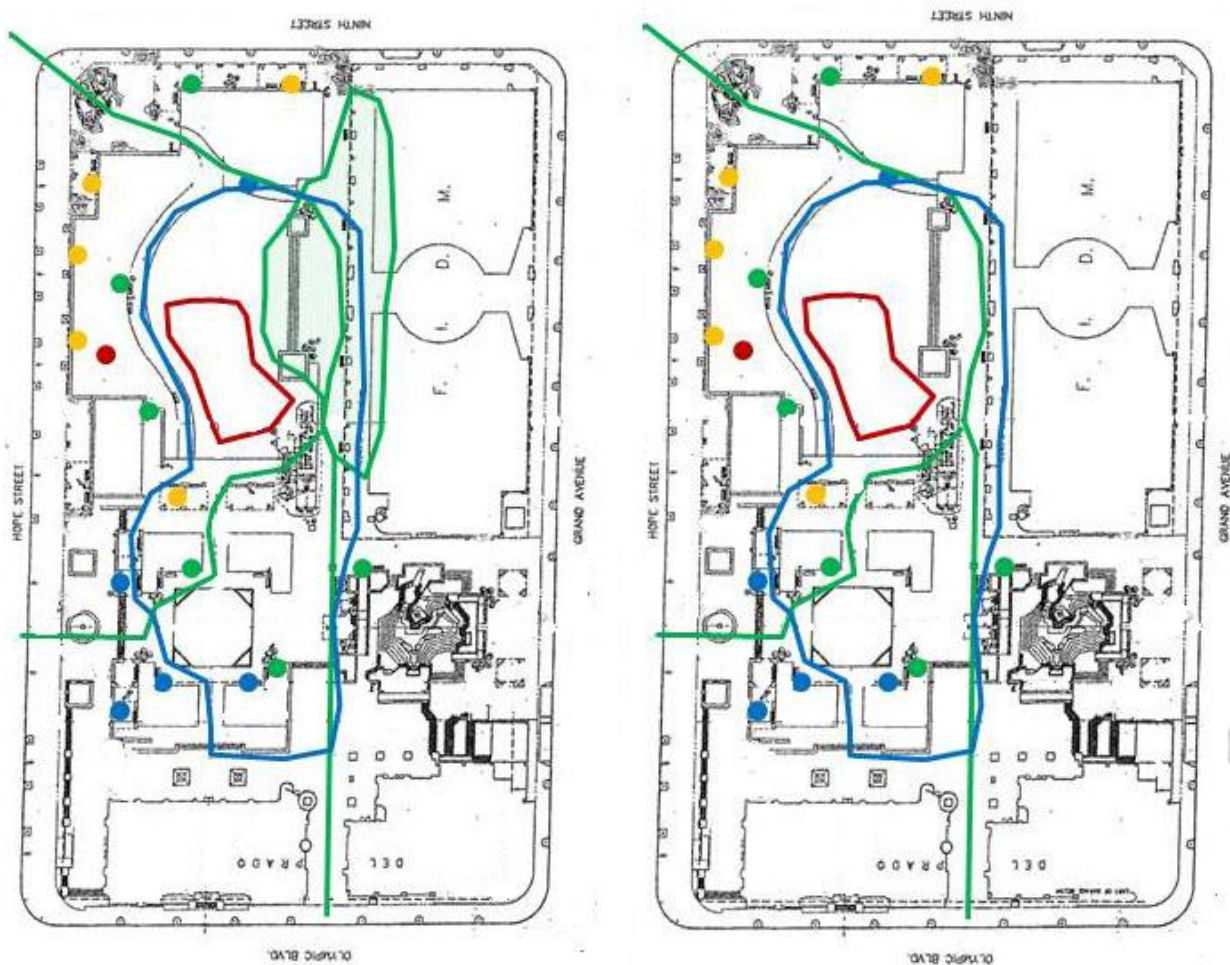 NINTH STREET
F. I. D. M.
HOPE STREET
GRAND AVENUE
DEL PRADO
OLYMPIC BLVD.
NINTH STREET
F. I. D. M.
HOPE STREET
GRAND AVENUE
DEL PRADO
OLYMPIC BLVD.